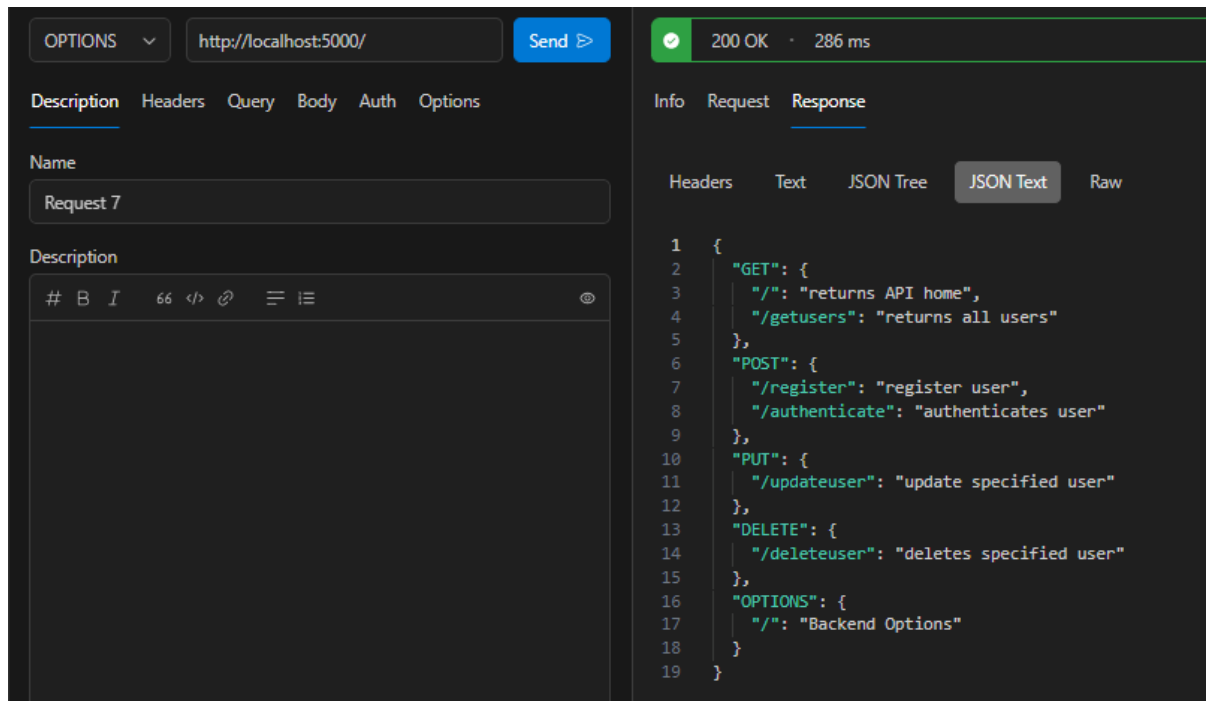 OPTIONS
http://localhost:5000/
Send
Description Headers Query Body Auth Options
Name
Request 7
Description
# B I 66 </>
200 OK · 286 ms
Info Request Response
Headers Text JSON Tree JSON Text Raw
1 {
2 "GET": {
3 "/": "returns API home",
4 "/getusers": "returns all users"
5 },
6 "POST": {
7 "/register": "register user",
8 "/authenticate": "authenticates user"
9 },
10 "PUT": {
11 "/updateuser": "update specified user"
12 },
13 "DELETE": {
14 "/deleteuser": "deletes specified user"
15 },
16 "OPTIONS": {
17 "/": "Backend Options"
18 }
19 }